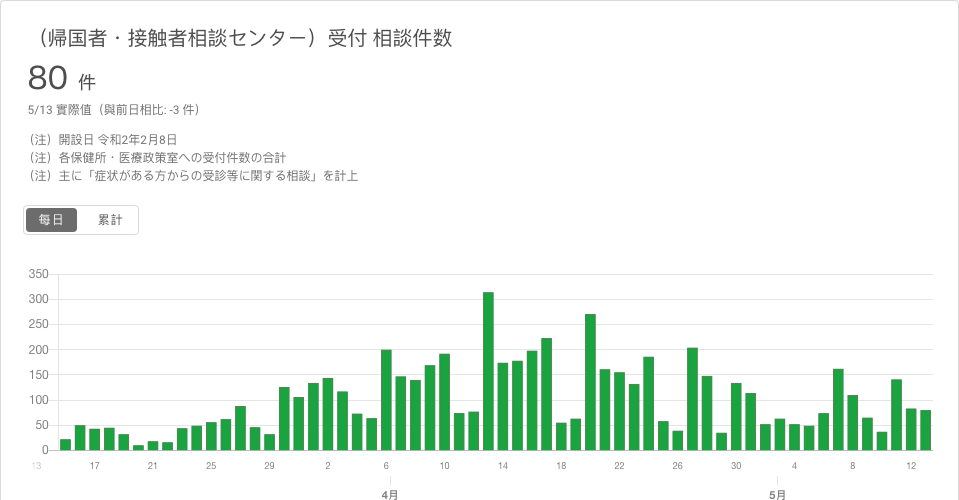 （帰国者・接触者相談センター）受付 相談件数
80 件
5/13 實際值（與前日相比: -3 件）
（注）開設日 令和2年2月8日
（注）各保健所・医療政策室への受付件数の合計
（注）主に「症状がある方からの受診等に関する相談」を計上
每日 累計
350
300
250
200
150
100
50
0
13 17 21 25 29 2 6 10 14 18 22 26 30 4 8 12
4月 5月